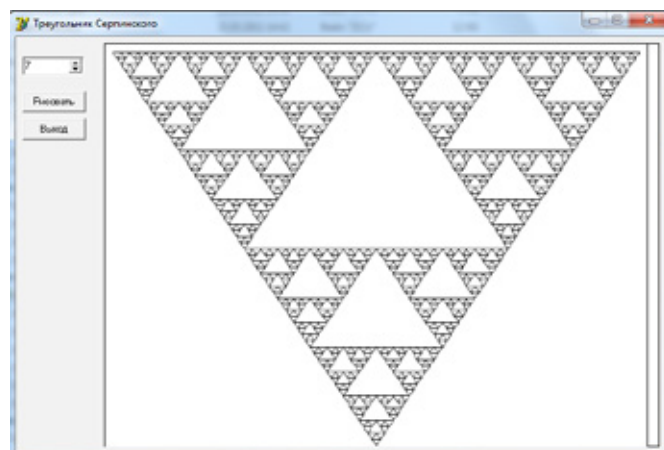 Треугольник Серпинского
7
Рисовать
Выход